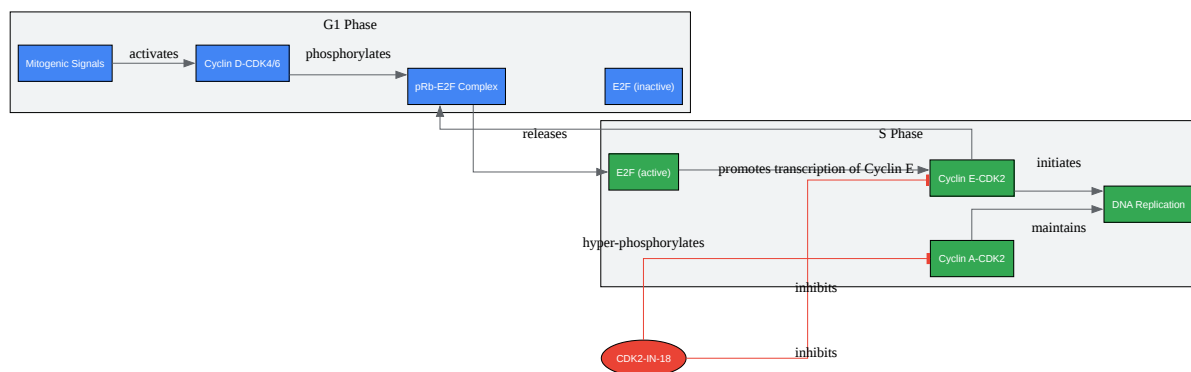 G1 Phase
Mitogenic Signals
activates
Cyclin D-CDK4/6
phosphorylates
pRb-E2F Complex
E2F (inactive)
releases
S Phase
E2F (active)
promotes transcription of Cyclin E
Cyclin E-CDK2
initiates
DNA Replication
maintains
hyper-phosphorylates
Cyclin A-CDK2
inhibits
CDK2-IN-18
inhibits